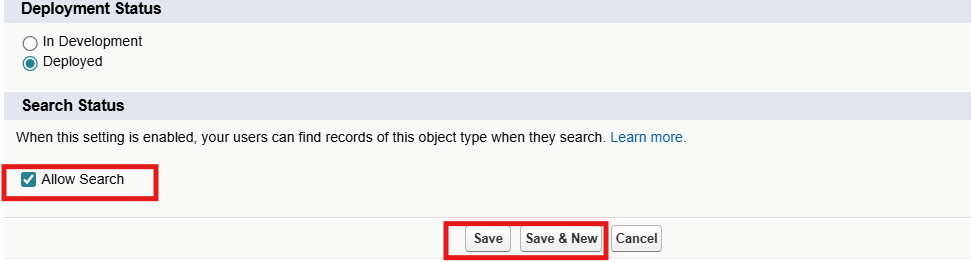 Deployment Status
In Development
Deployed
Search Status
When this setting is enabled, your users can find records of this object type when they search. Learn more.
Allow Search
Save Save & New Cancel